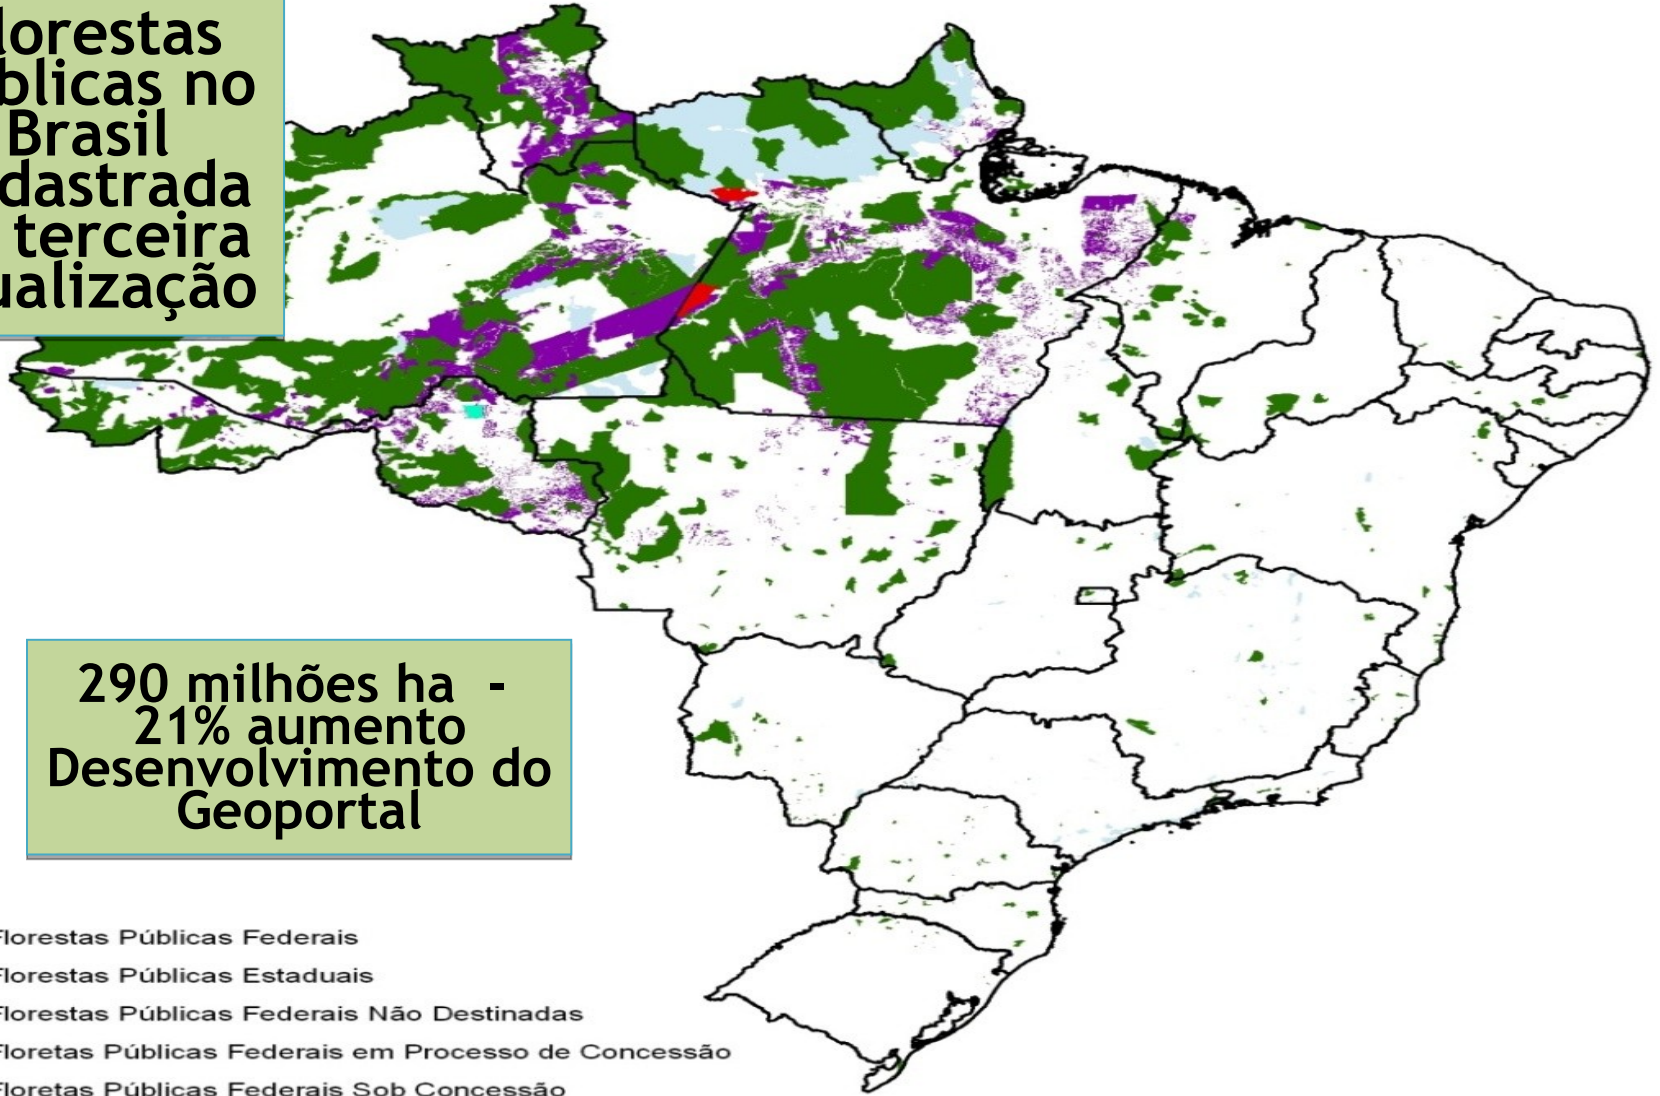 lorestas
blicas no
Brasil
dastrada
terceira
ualização
290 milhões ha -
21% aumento
Desenvolvimento do
Geoportal
Florestas Públicas Federais
Florestas Públicas Estaduais
Florestas Públicas Federais Não Destinadas
Floretas Públicas Federais em Processo de Concessão
Floretas Públicas Federais Sob Concessão